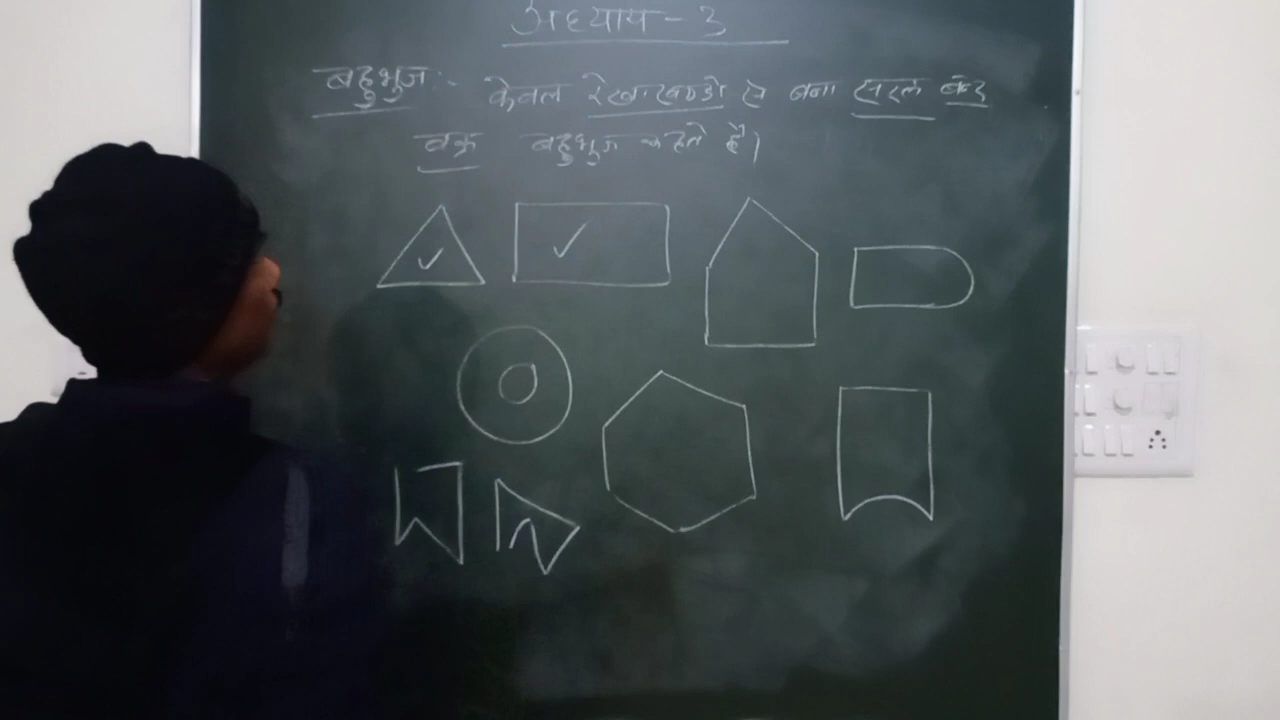 अध्याय - 3
बहुभुज :- केवल रेखाखण्डो से बना सरल बंद
वक्र बहुभुज कहते हैं।